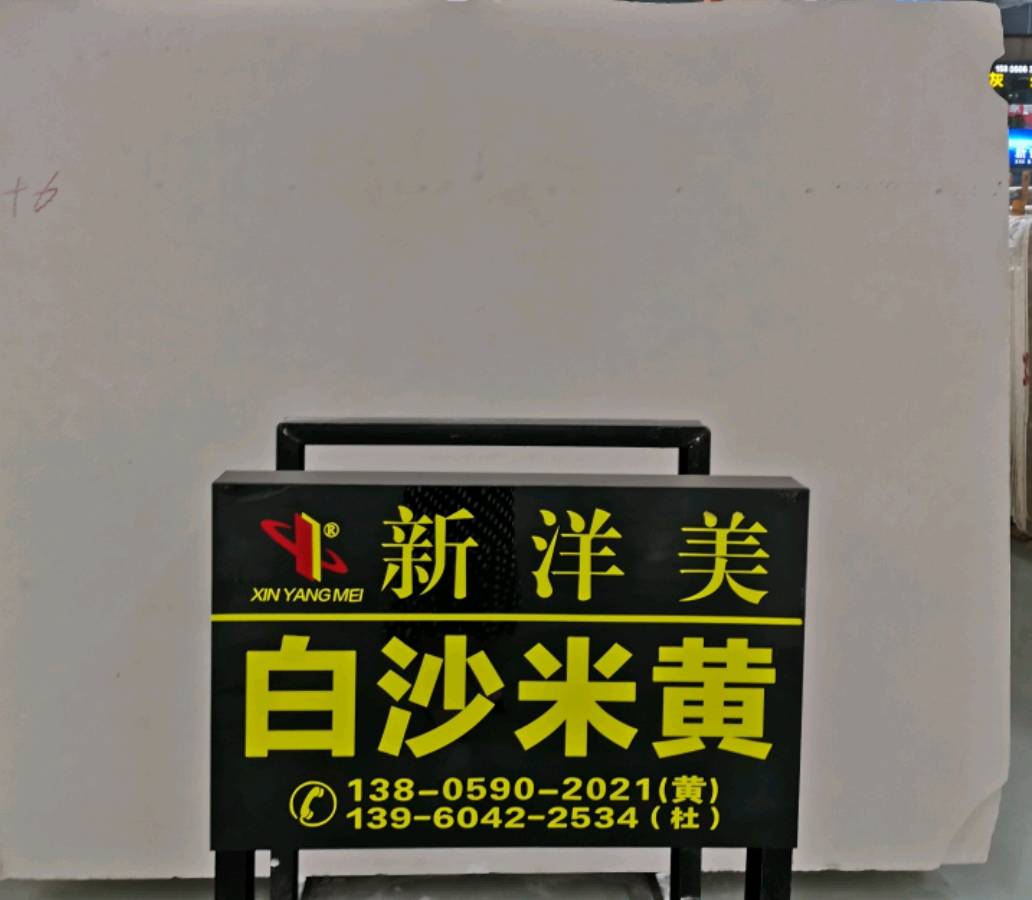 +6
灰
新洋美
®
XIN YANG MEI
白沙米黄
138-0590-2021(黄)
139-6042-2534(杜)